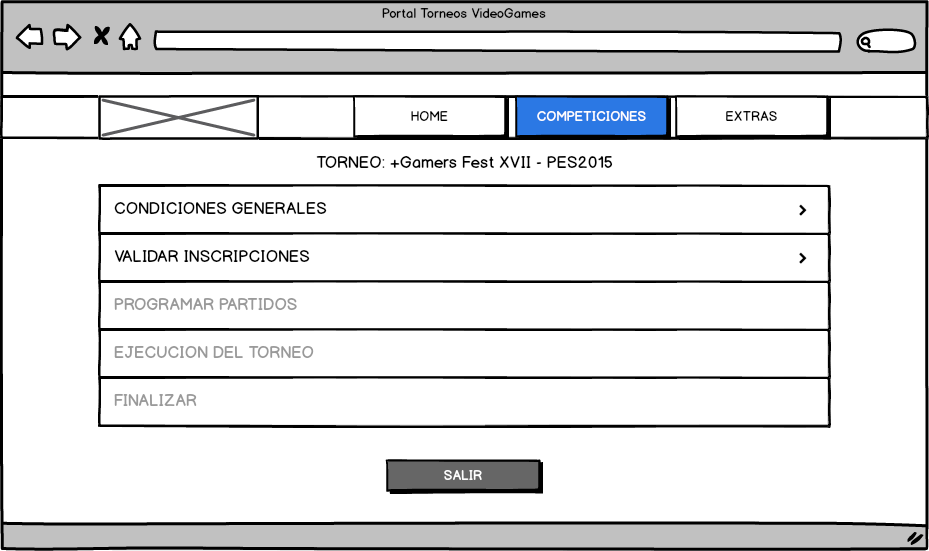 Portal Torneos VideoGames
HOME
COMPETICIONES
EXTRAS
TORNEO: +Gamers Fest XVII - PES2015
CONDICIONES GENERALES
VALIDAR INSCRIPCIONES
PROGRAMAR PARTIDOS
EJECUCION DEL TORNEO
FINALIZAR
SALIR